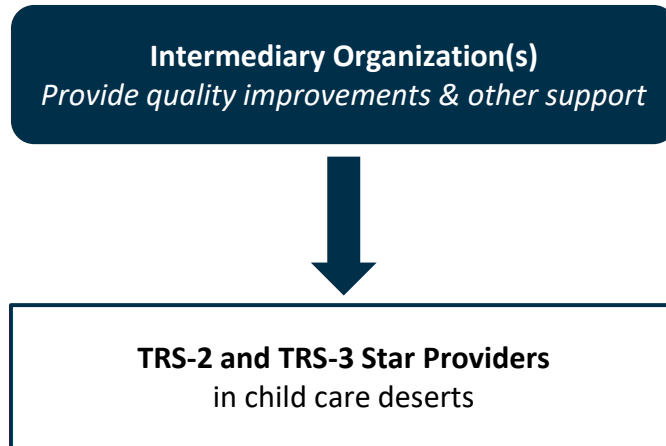 Intermediary Organization(s)
Provide quality improvements & other support
TRS-2 and TRS-3 Star Providers
in child care deserts